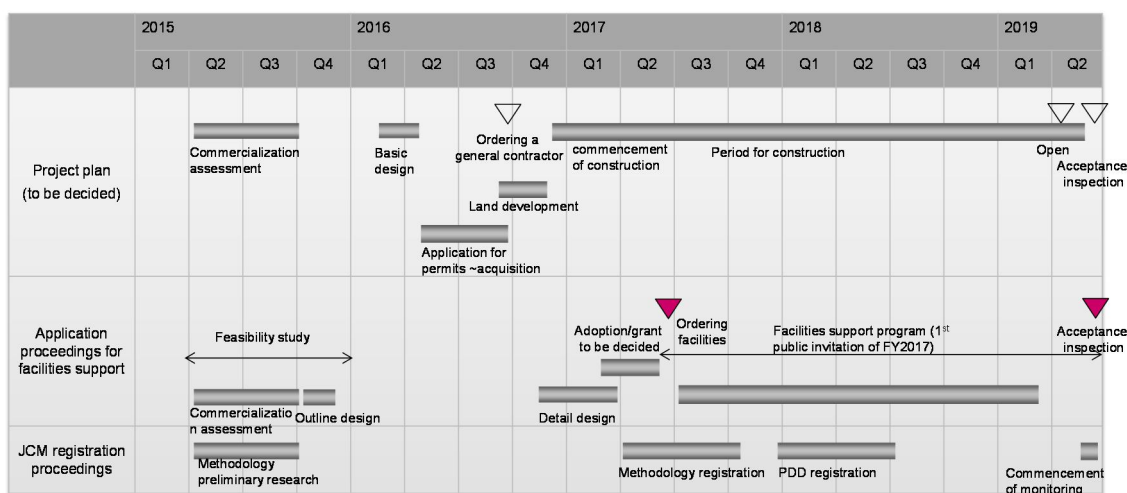 2015 2016 2017 2018 2019
Q1 Q2 Q3 Q4 Q1 Q2 Q3 Q4 Q1 Q2 Q3 Q4 Q1 Q2 Q3 Q4 Q1 Q2
Project plan
(to be decided)
Commercialization
assessment
Basic
design
Ordering a
general contractor
commencement
of construction
Period for construction
Open
Acceptance
inspection
Land development
Application for
permits ~acquisition
Application
proceedings for
facilities support
Feasibility study
Commercializatio
n assessment
Outline design
Detail design
Adoption/grant
to be decided
Ordering
facilities
Facilities support program (1st
public invitation of FY2017)
Acceptance
inspection
JCM registration
proceedings
Methodology
preliminary research
Methodology registration
PDD registration
Commencement
of monitoring